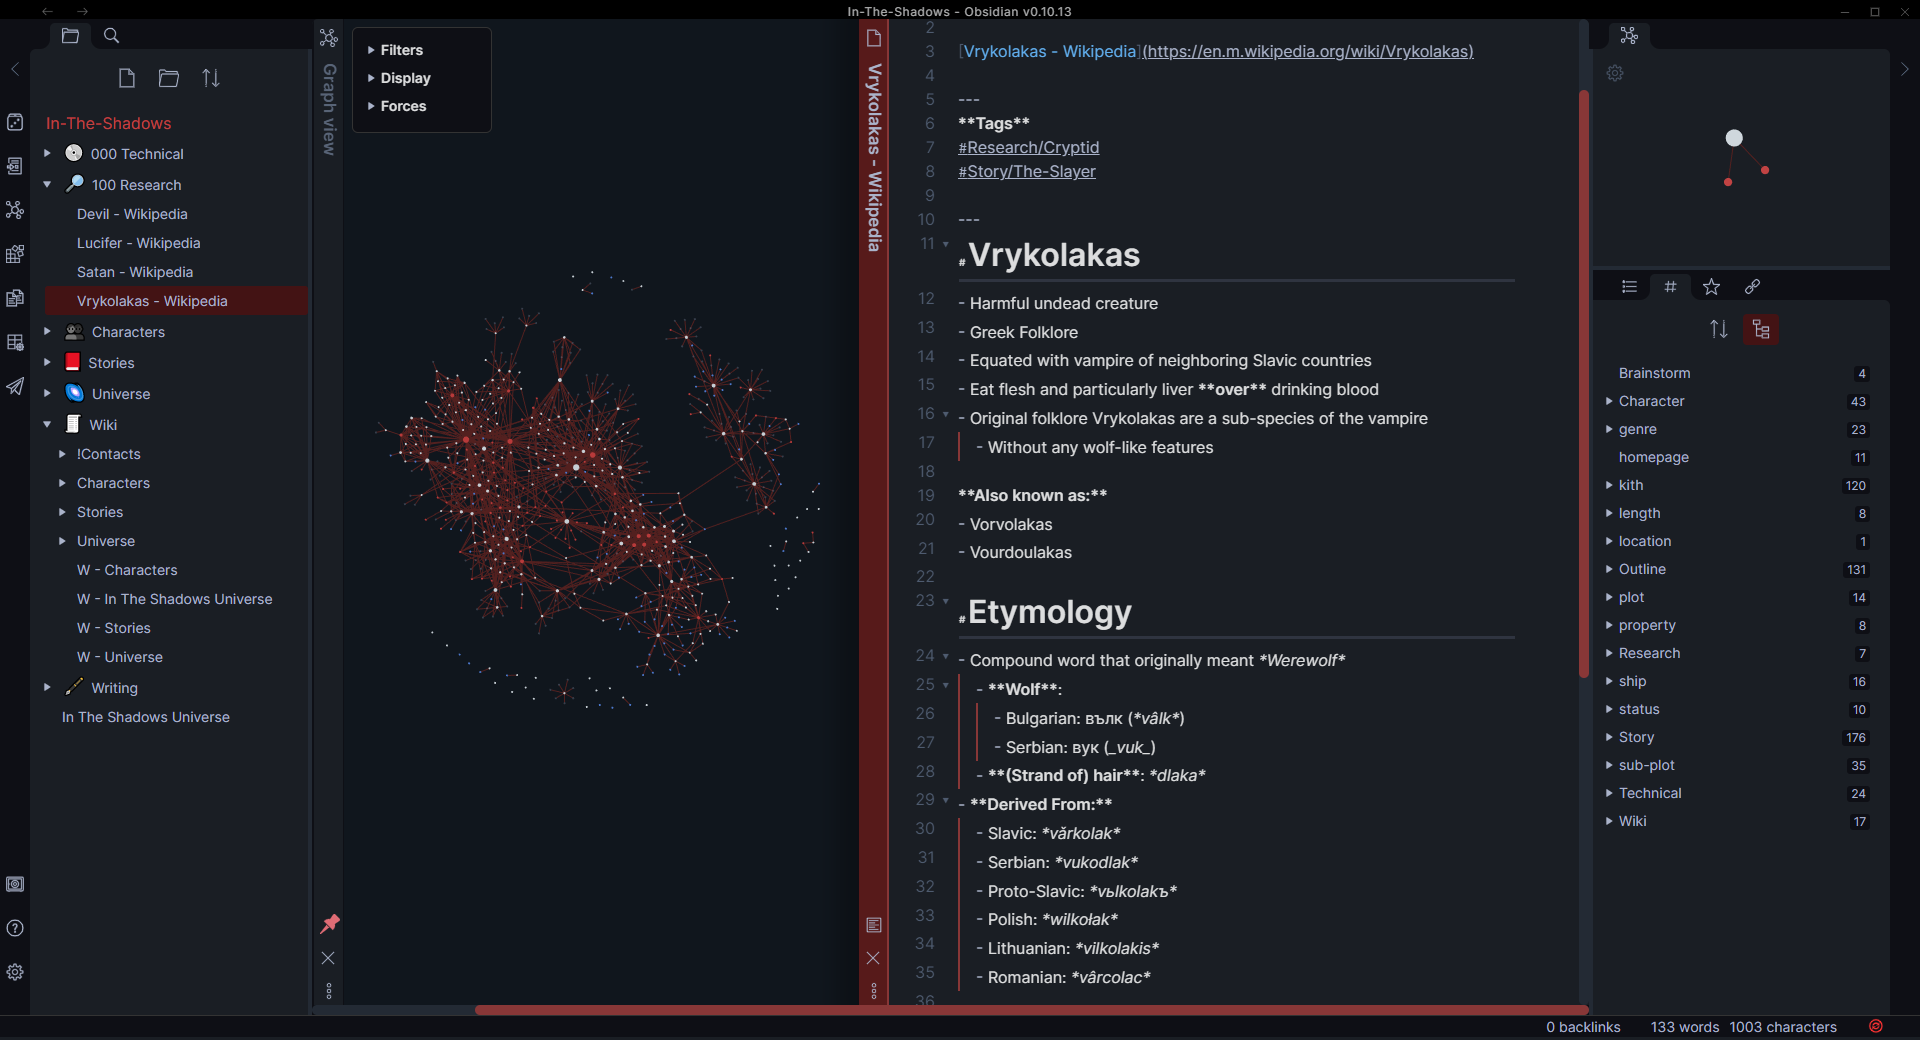 In-The-Shadows - Obsidian v0.10.13
In-The-Shadows
000 Technical
100 Research
Devil - Wikipedia
Lucifer - Wikipedia
Satan - Wikipedia
Vrykolakas - Wikipedia
Characters
Stories
Universe
Wiki
!Contacts
Characters
Stories
Universe
W - Characters
W - In The Shadows Universe
W - Stories
W - Universe
Writing
In The Shadows Universe
Graph view
Filters
Display
Forces
Vrykolakas - Wikipedia
2
3 [Vrykolakas - Wikipedia](https://en.m.wikipedia.org/wiki/Vrykolakas)
4
5 ---
6 **Tags**
7 #Research/Cryptid
8 #Story/The-Slayer
9
10 ---
11 # Vrykolakas
12 - Harmful undead creature
13 - Greek Folklore
14 - Equated with vampire of neighboring Slavic countries
15 - Eat flesh and particularly liver **over** drinking blood
16 - Original folklore Vrykolakas are a sub-species of the vampire
17 - Without any wolf-like features
18
19 **Also known as:**
20 - Vorvolakas
21 - Vourdoulakas
22
23 # Etymology
24 - Compound word that originally meant *Werewolf*
25 - **Wolf**:
26 - Bulgarian: вълк (*vâlk*)
27 - Serbian: вук (_vuk_)
28 - **(Strand of) hair**: *dlaka*
29 - **Derived From:**
30 - Slavic: *vǎrkolak*
31 - Serbian: *vukodlak*
32 - Proto-Slavic: *vьlkolakъ*
33 - Polish: *wilkołak*
34 - Lithuanian: *vilkolakis*
35 - Romanian: *vârcolac*
36
Brainstorm 4
Character 43
genre 23
homepage 11
kith 120
length 8
location 1
Outline 131
plot 14
property 8
Research 7
ship 16
status 10
Story 176
sub-plot 35
Technical 24
Wiki 17
0 backlinks 133 words 1003 characters